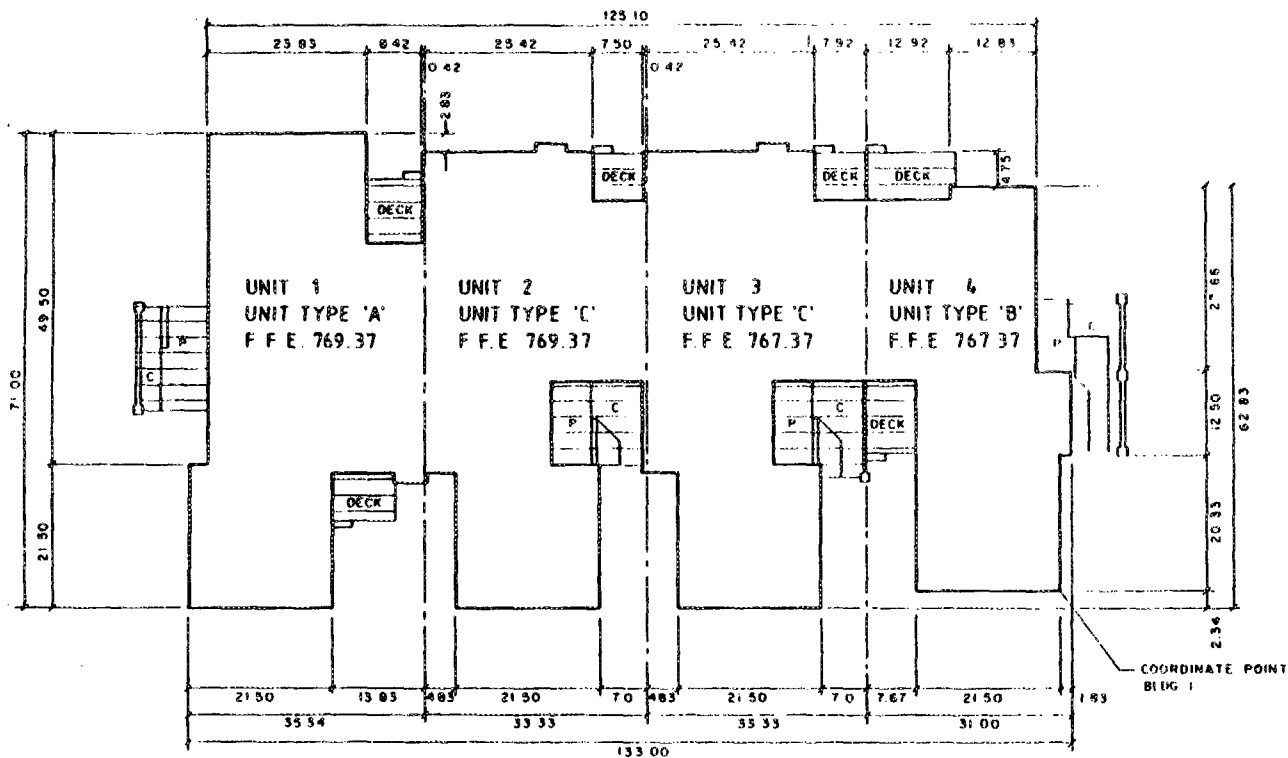 125.10
23.83 8.42 25.42 7.50 25.42 7.92 12.92 12.83
0.42 0.42
2.83
DECK DECK DECK DECK
4.75
UNIT 1
UNIT TYPE 'A'
F F E. 769.37
UNIT 2
UNIT TYPE 'C'
F F.E 769.37
UNIT 3
UNIT TYPE 'C'
F.F E 767.37
UNIT 4
UNIT TYPE 'B'
F F.E 767 37
71.00
49.50
21.50
P
C
P C
P C
DECK
DECK
P
12.50
62.83
20.33
2.34
COORDINATE POINT
BLDG 1
21.50 13.83 4.83 21.50 7.0 4.83 21.50 7.0 7.67 21.50 1.83
33.33 33.33 31.00
133.00